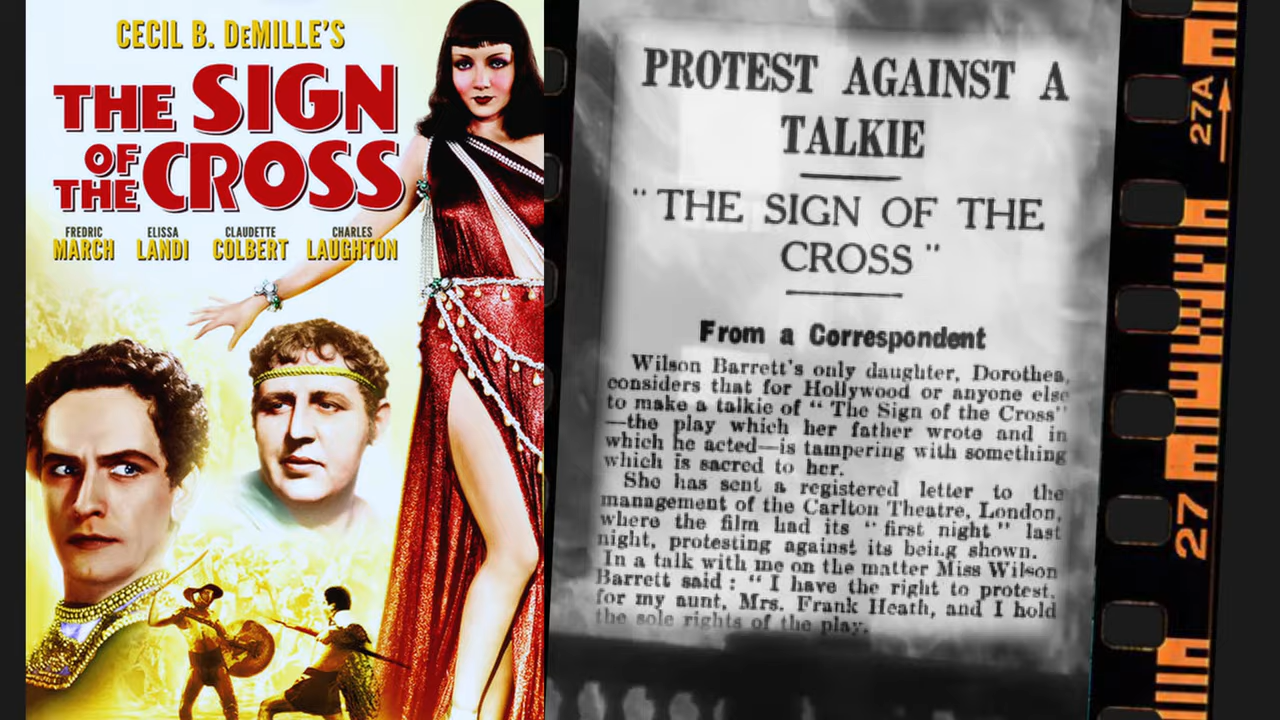 CECIL B. DEMILLE'S
THE SIGN
OF
THE CROSS
FREDRIC MARCH
ELISSA LANDI
CLAUDETTE COLBERT
CHARLES LAUGHTON
PROTEST AGAINST A
TALKIE
"THE SIGN OF THE
CROSS"
From a Correspondent
Wilson Barrett's only daughter, Dorothea,
considers that for Hollywood or anyone else
to make a talkie of "The Sign of the Cross"
—the play which her father wrote and in
which he acted—is tampering with something
which is sacred to her.
She has sent a registered letter to the
management of the Carlton Theatre, London,
where the film had its "first night" last
night, protesting against its being shown.
In a talk with me on the matter Miss Wilson
Barrett said: "I have the right to protest,
for my aunt, Mrs. Frank Heath, and I hold
the sole rights of the play.
27A
27